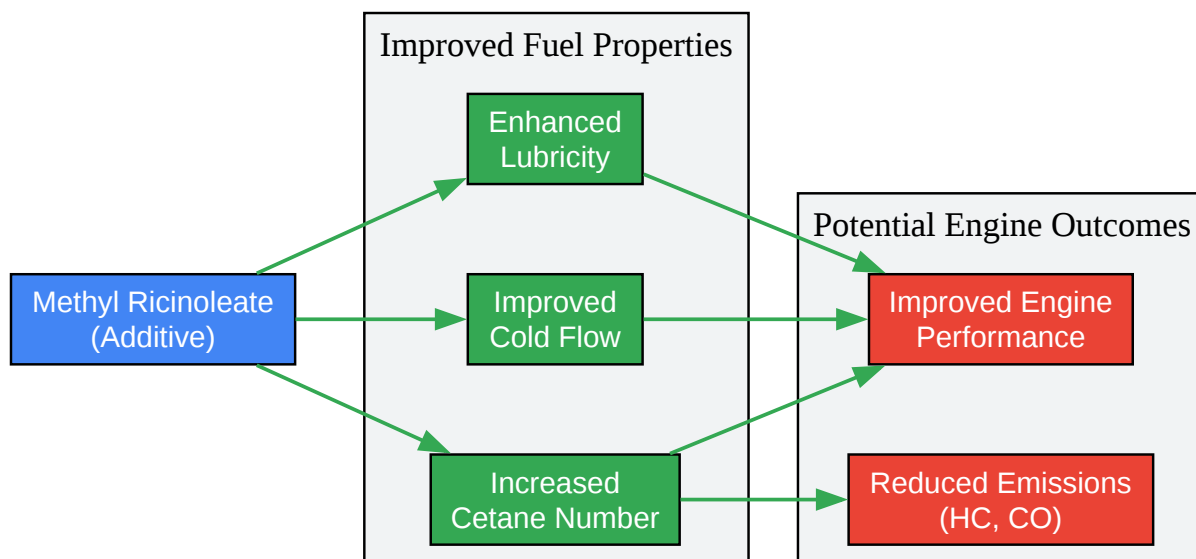 Improved Fuel Properties
Enhanced
Lubricity
Potential Engine Outcomes
Methyl Ricinoleate
(Additive)
Improved
Cold Flow
Improved Engine
Performance
Increased
Cetane Number
Reduced Emissions
(HC, CO)